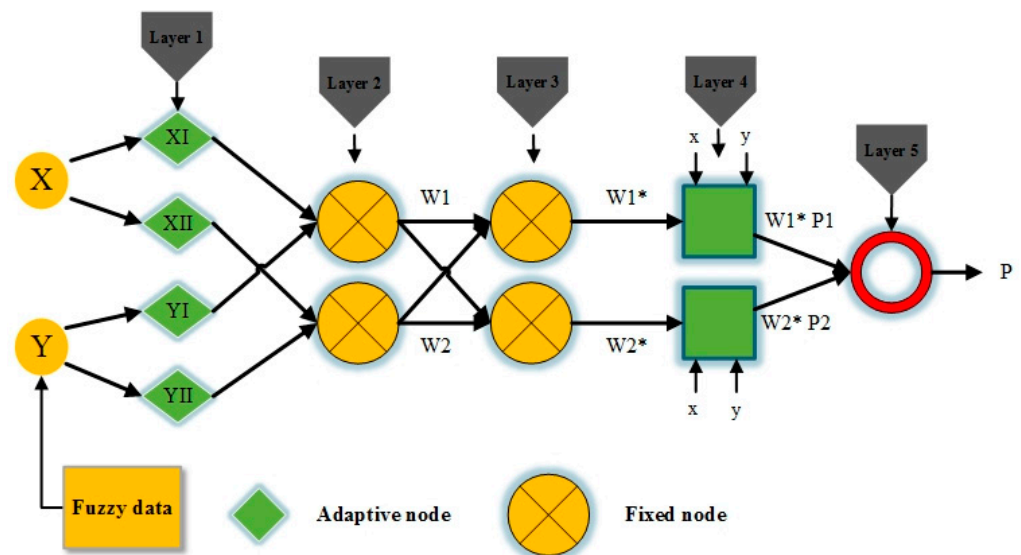 Layer 1
Layer 2
Layer 3
Layer 4
Layer 5
X
Y
XI
XII
YI
YII
W1
W2
W1*
W2*
x
y
x
y
W1* P1
W2* P2
P
Fuzzy data
Adaptive node
Fixed node